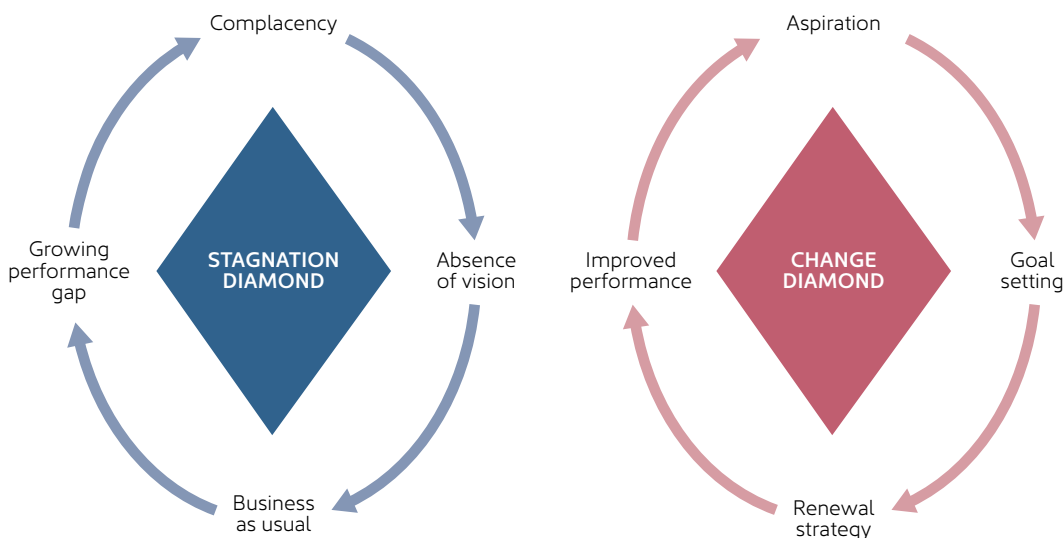 Complacency
STAGNATION
DIAMOND
Absence
of vision
Business
as usual
Growing
performance
gap
Aspiration
CHANGE
DIAMOND
Goal
setting
Renewal
strategy
Improved
performance